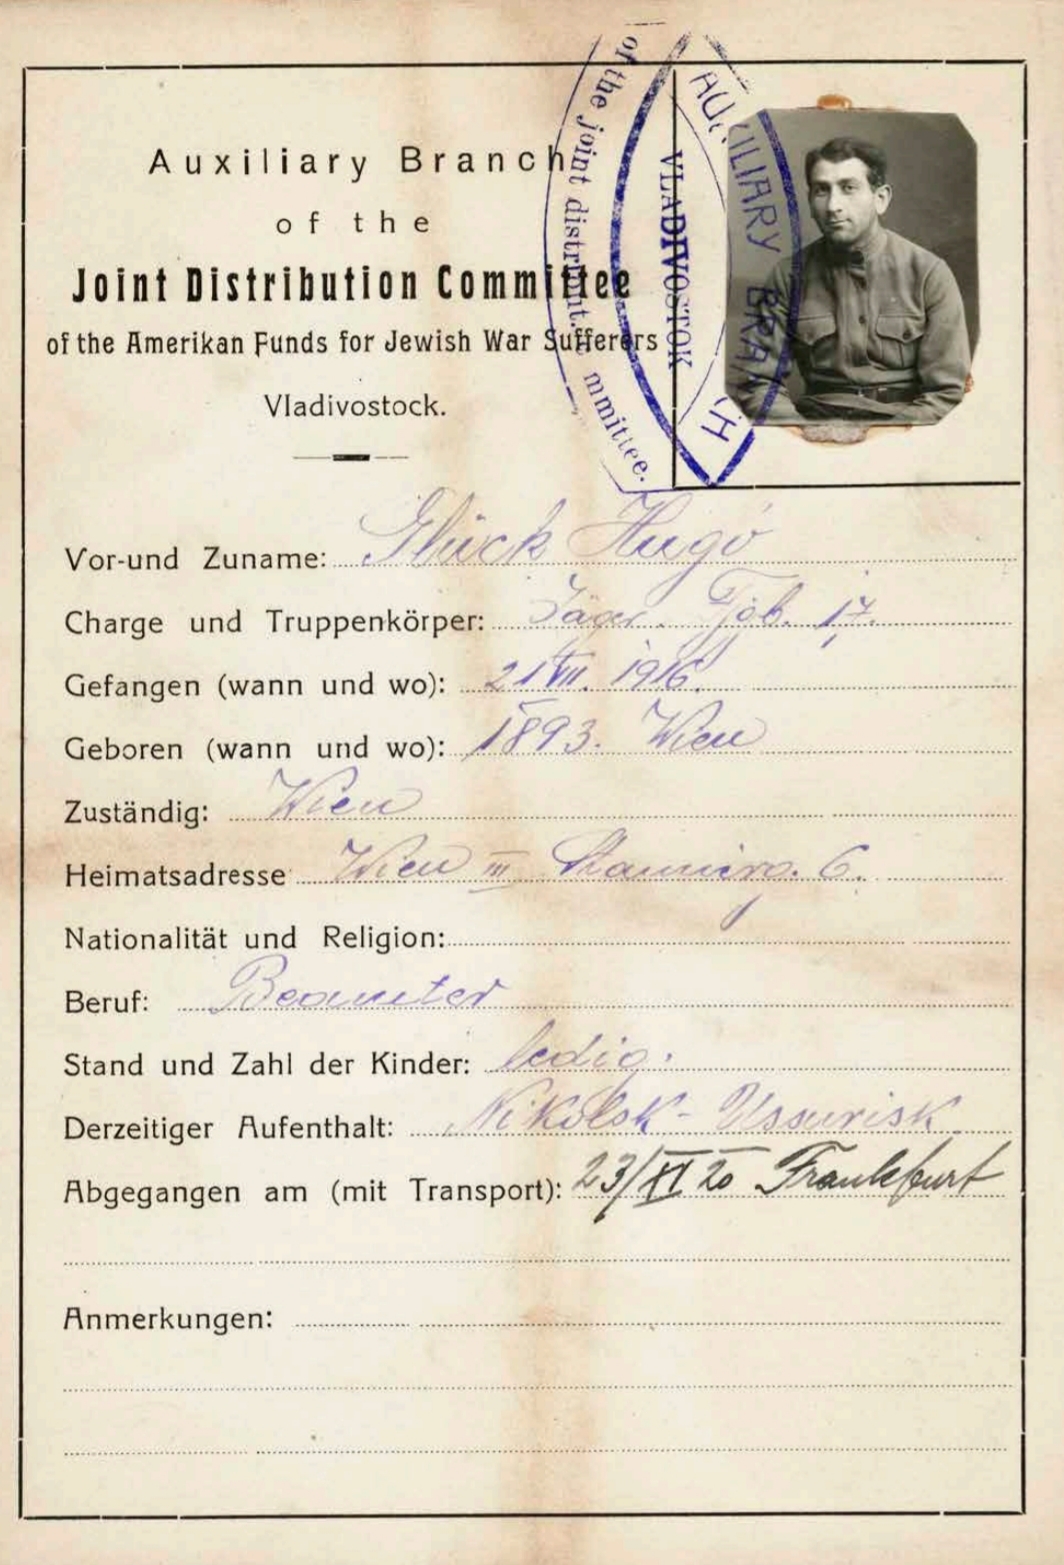 Auxiliary Branch
of the
Joint Distribution Committee
of the Amerikan Funds for Jewish War Sufferers
Vladivostock.
of the joint distribut. mmittee.
VLADIVOSTOK
AUXILIARY BRANCH
Vor-und Zuname: Glück Hugo
Charge und Truppenkörper: Jäger. Fjob. 17.
Gefangen (wann und wo): 21 VII. 1916.
Geboren (wann und wo): 1893. Wien
Zuständig: Wien
Heimatsadresse Wien III 6.
Nationalität und Religion:
Beruf: Beamter
Stand und Zahl der Kinder: ledig.
Derzeitiger Aufenthalt: Nikolsk-Ussurisk
Abgegangen am (mit Transport): 23/XI 20 Frankfurt
Anmerkungen: